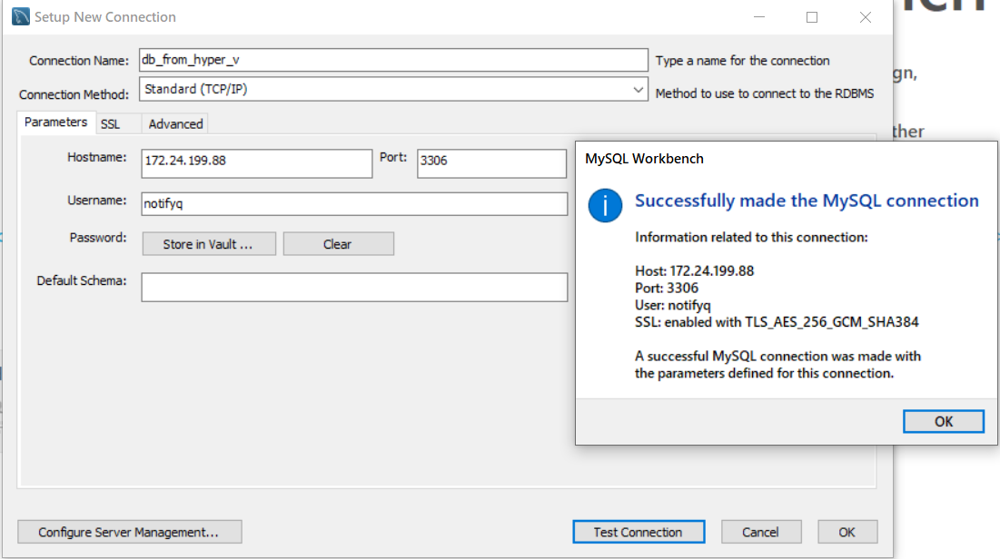 Setup New Connection
Connection Name: db_from_hyper_v Type a name for the connection
Connection Method: Standard (TCP/IP) Method to use to connect to the RDBMS
Parameters SSL Advanced
Hostname: 172.24.199.88 Port: 3306
Username: notifyq
Password: Store in Vault ... Clear
Default Schema:
gn,
ther
MySQL Workbench
Successfully made the MySQL connection
Information related to this connection:
Host: 172.24.199.88
Port: 3306
User: notifyq
SSL: enabled with TLS_AES_256_GCM_SHA384
A successful MySQL connection was made with
the parameters defined for this connection.
OK
Configure Server Management... Test Connection Cancel OK